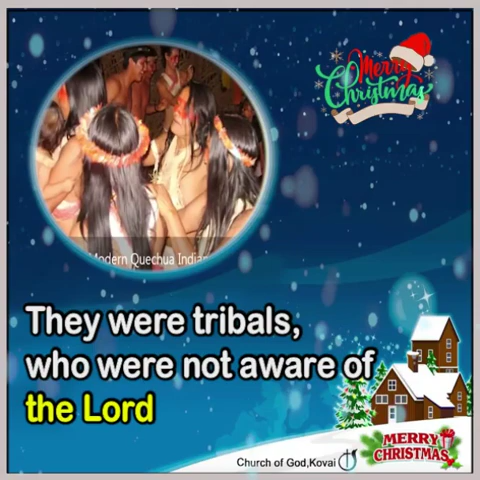 Merry
Christmas
Modern Quechua Indian
They were tribals,
who were not aware of
the Lord
MERRY
CHRISTMAS
Church of God,Kovai